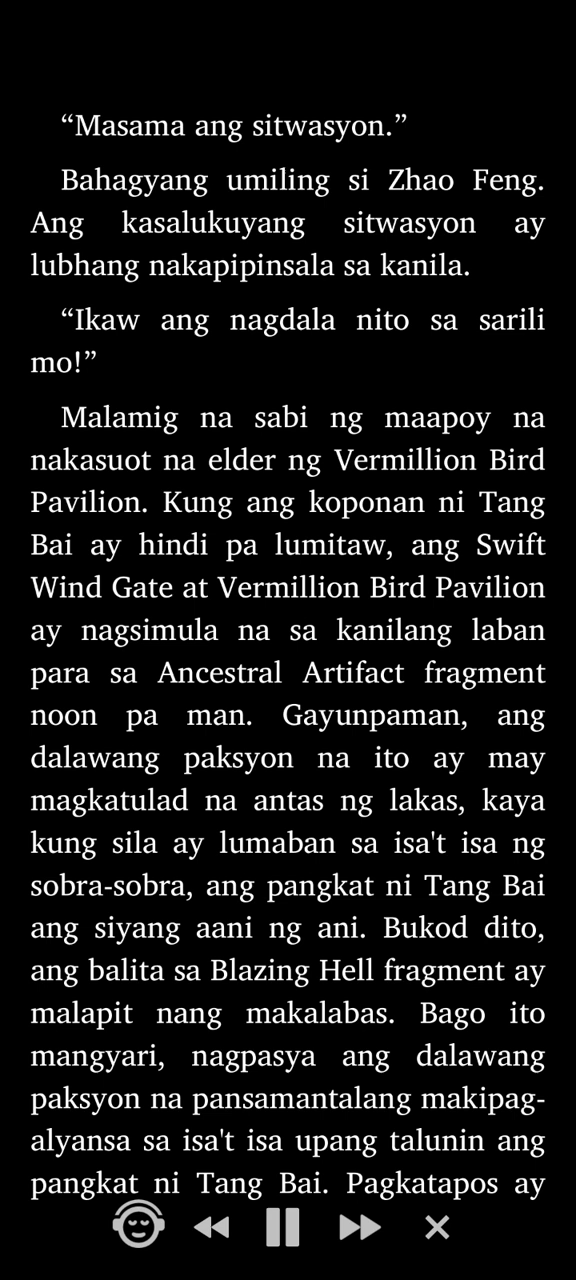 “Masama ang sitwasyon.”
Bahagyang umiling si Zhao Feng.
Ang kasalukuyang sitwasyon ay
lubhang nakapipinsala sa kanila.
“Ikaw ang nagdala nito sa sarili
mo!”
Malamig na sabi ng maapoy na
nakasuot na elder ng Vermillion Bird
Pavilion. Kung ang koponan ni Tang
Bai ay hindi pa lumitaw, ang Swift
Wind Gate at Vermillion Bird Pavilion
ay nagsimula na sa kanilang laban
para sa Ancestral Artifact fragment
noon pa man. Gayunpaman, ang
dalawang paksyon na ito ay may
magkatulad na antas ng lakas, kaya
kung sila ay lumaban sa isa't isa ng
sobra-sobra, ang pangkat ni Tang Bai
ang siyang aani ng ani. Bukod dito,
ang balita sa Blazing Hell fragment ay
malapit nang makalabas. Bago ito
mangyari, nagpasya ang dalawang
paksyon na pansamantalang makipag-
alyansa sa isa't isa upang talunin ang
pangkat ni Tang Bai. Pagkatapos ay